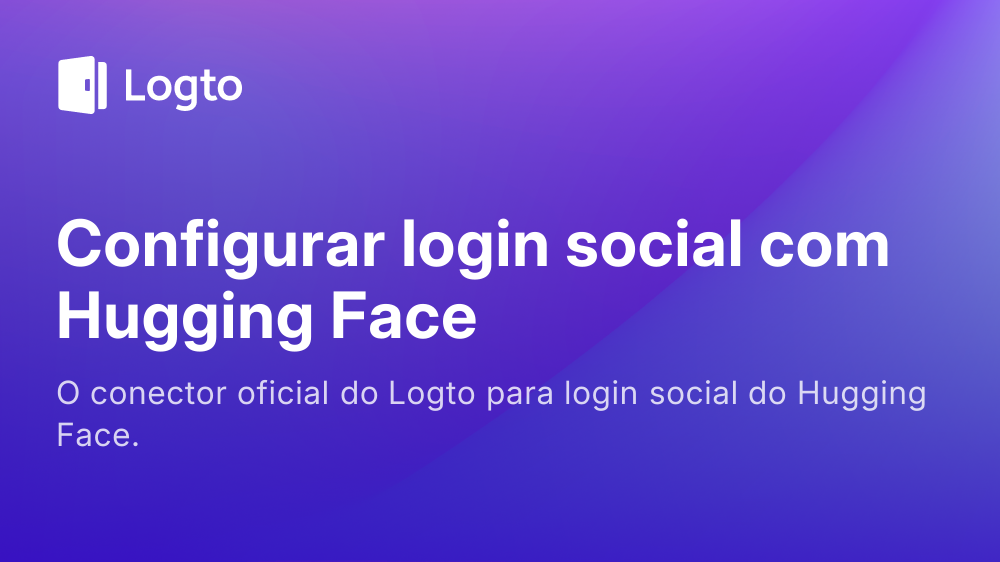 Logto
Configurar login social com
Hugging Face
O conector oficial do Logto para login social do Hugging
Face.